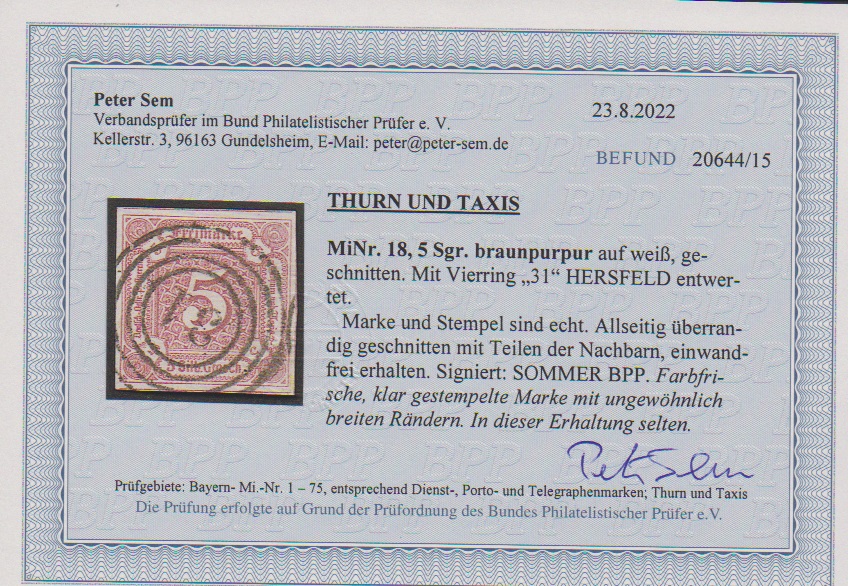 Peter Sem
Verbandsprüfer im Bund Philatelistischer Prüfer e. V.
Kellerstr. 3, 96163 Gundelsheim, E-Mail: peter@peter-sem.de
23.8.2022
BEFUND 20644/15
THURN UND TAXIS
MiNr. 18, 5 Sgr. braunpurpur auf weiß, ge-
schnitten. Mit Vierring „31“ HERSFELD entwer-
tet.
Marke und Stempel sind echt. Allseitig überran-
dig geschnitten mit Teilen der Nachbarn, einwand-
frei erhalten. Signiert: SOMMER BPP. Farbfri-
sche, klar gestempelte Marke mit ungewöhnlich
breiten Rändern. In dieser Erhaltung selten.
Freimarke
5
31
Peter Sem
Prüfgebiete: Bayern- Mi.-Nr. 1 – 75, entsprechend Dienst-, Porto- und Telegraphenmarken; Thurn und Taxis
Die Prüfung erfolgte auf Grund der Prüfordnung des Bundes Philatelistischer Prüfer e.V.